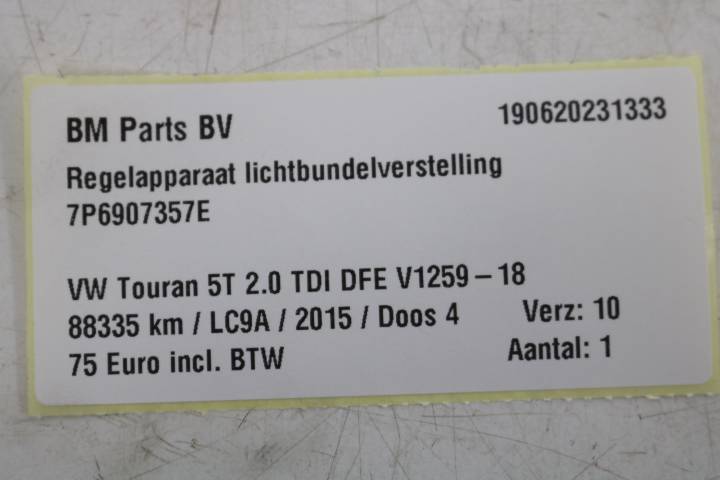 BM Parts BV 190620231333
Regelapparaat lichtbundelverstelling
7P6907357E
VW Touran 5T 2.0 TDI DFE V1259 – 18
88335 km / LC9A / 2015 / Doos 4 Verz: 10
75 Euro incl. BTW Aantal: 1